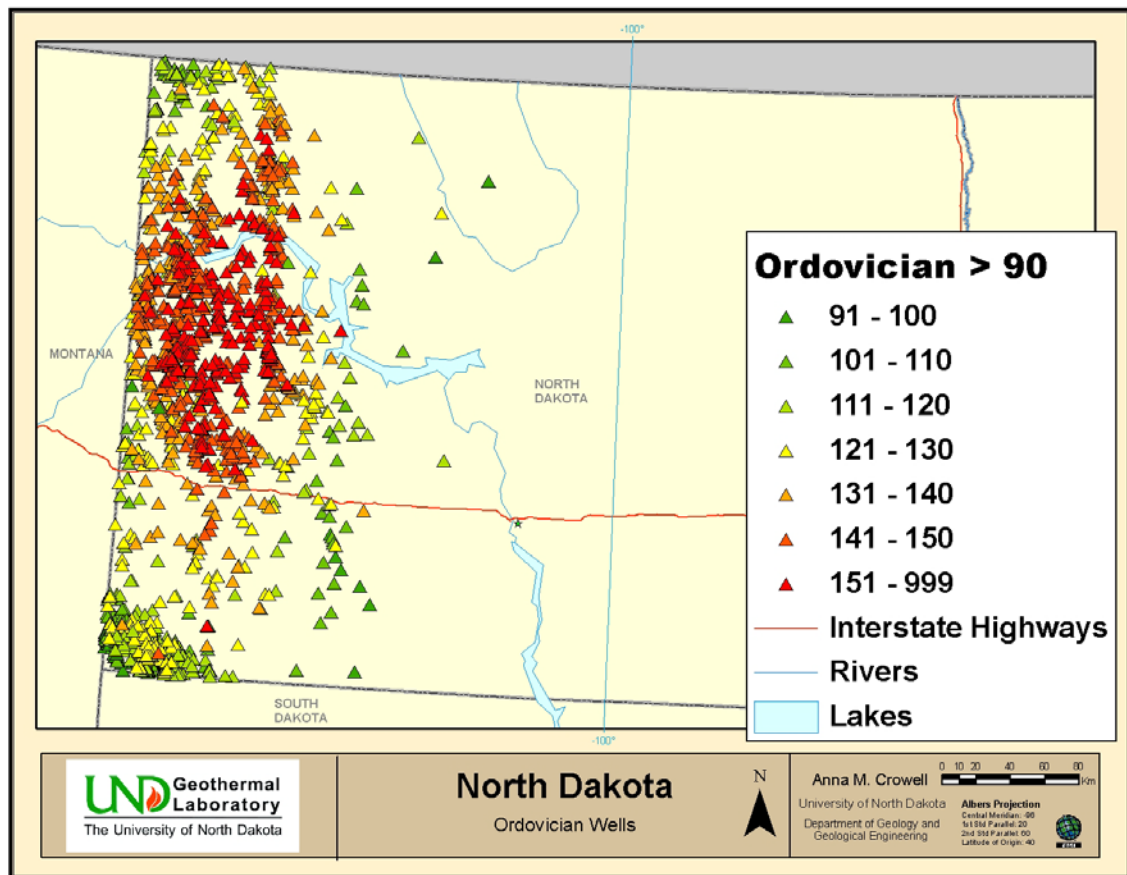 -100°
MONTANA
NORTH
DAKOTA
SOUTH
DAKOTA
-100°
Ordovician > 90
91 - 100
101 - 110
111 - 120
121 - 130
131 - 140
141 - 150
151 - 999
Interstate Highways
Rivers
Lakes
UND Geothermal
Laboratory
The University of North Dakota
North Dakota
Ordovician Wells
N
Anna M. Crowell
University of North Dakota
Department of Geology and
Geological Engineering
0 10 20 40 60 80
Km
Albers Projection
Central Meridian: -96
1st Std Parallel: 20
2nd Std Parallel: 60
Latitude of Origin: 40